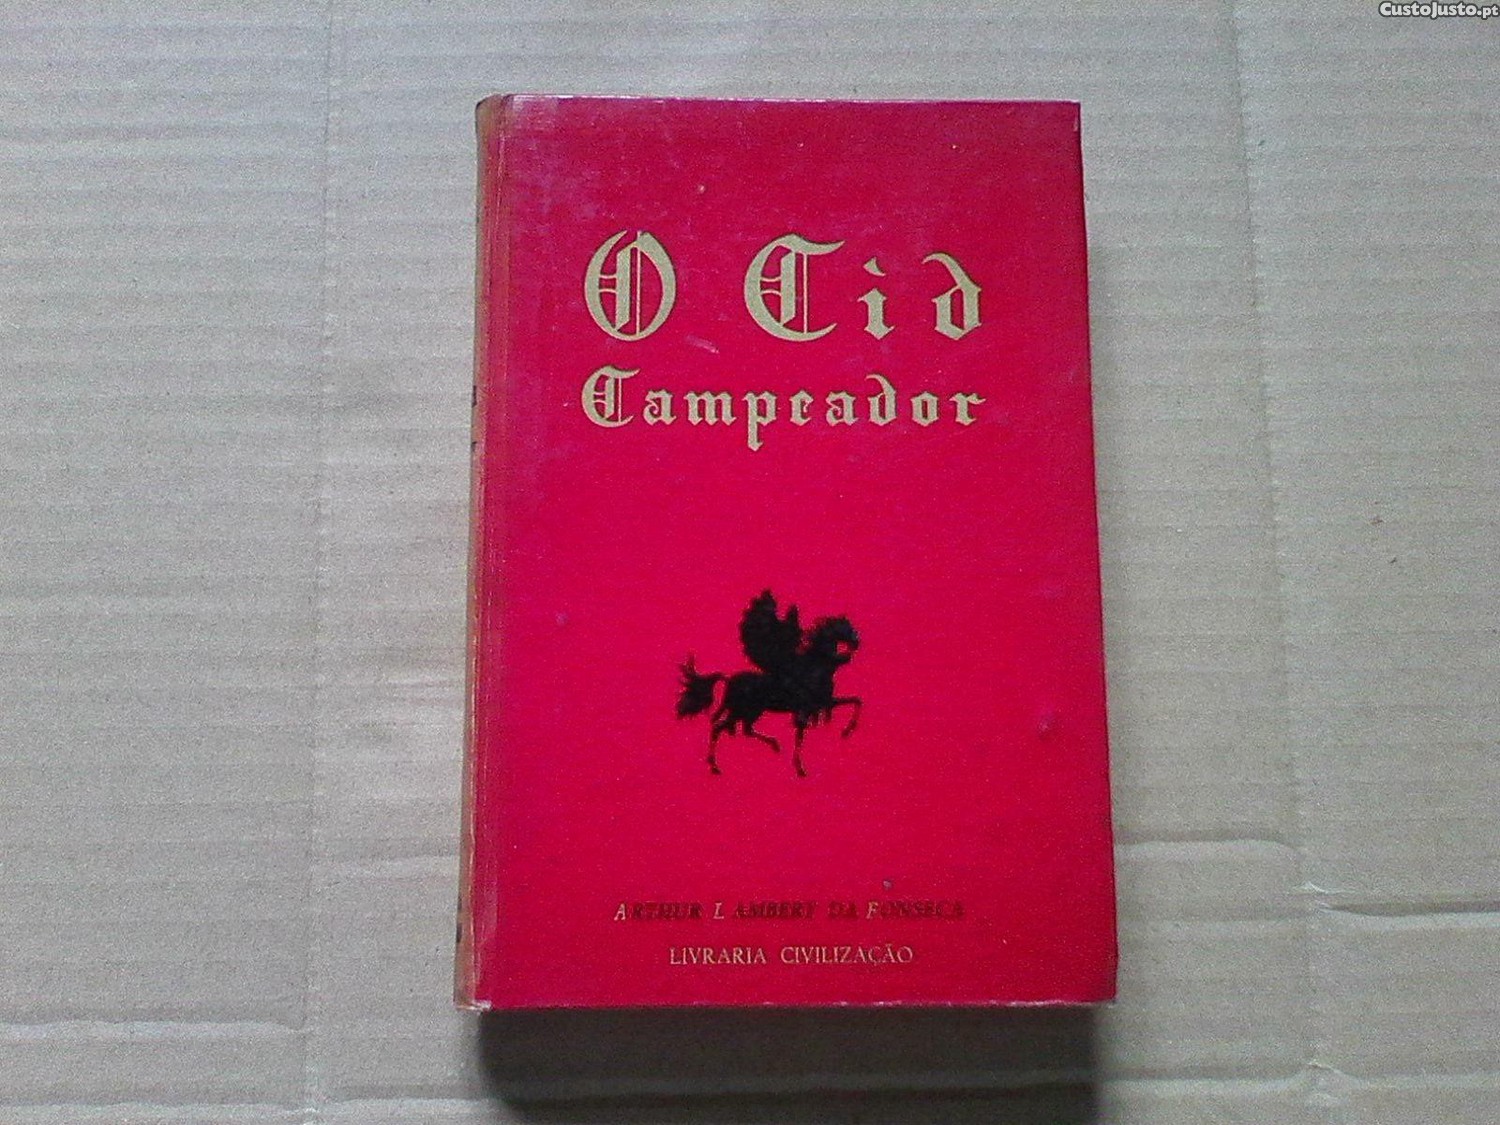 CustoJusto.pt
O Cid
Campeador
ARTHUR LAMBERT DA FONSECA
LIVRARIA CIVILIZAÇÃO